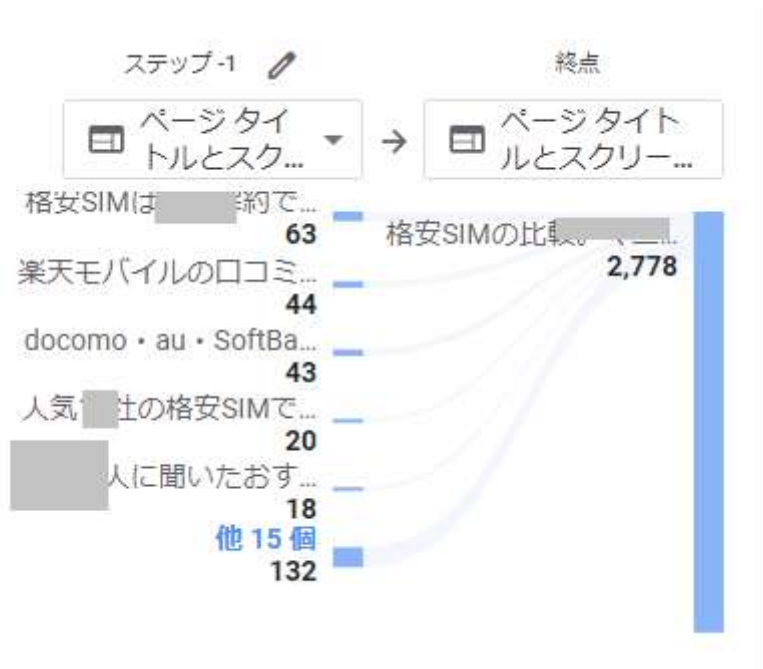 ステップ -1
終点
ページ タイ
トルとスク...
→
ページ タイト
ルとスクリー...
格安SIMは 約で...
63
格安SIMの比
2,778
楽天モバイルの口コミ...
44
docomo・au・SoftBa...
43
人気 社の格安SIMで...
20
人に聞いたおす...
18
他 15 個
132